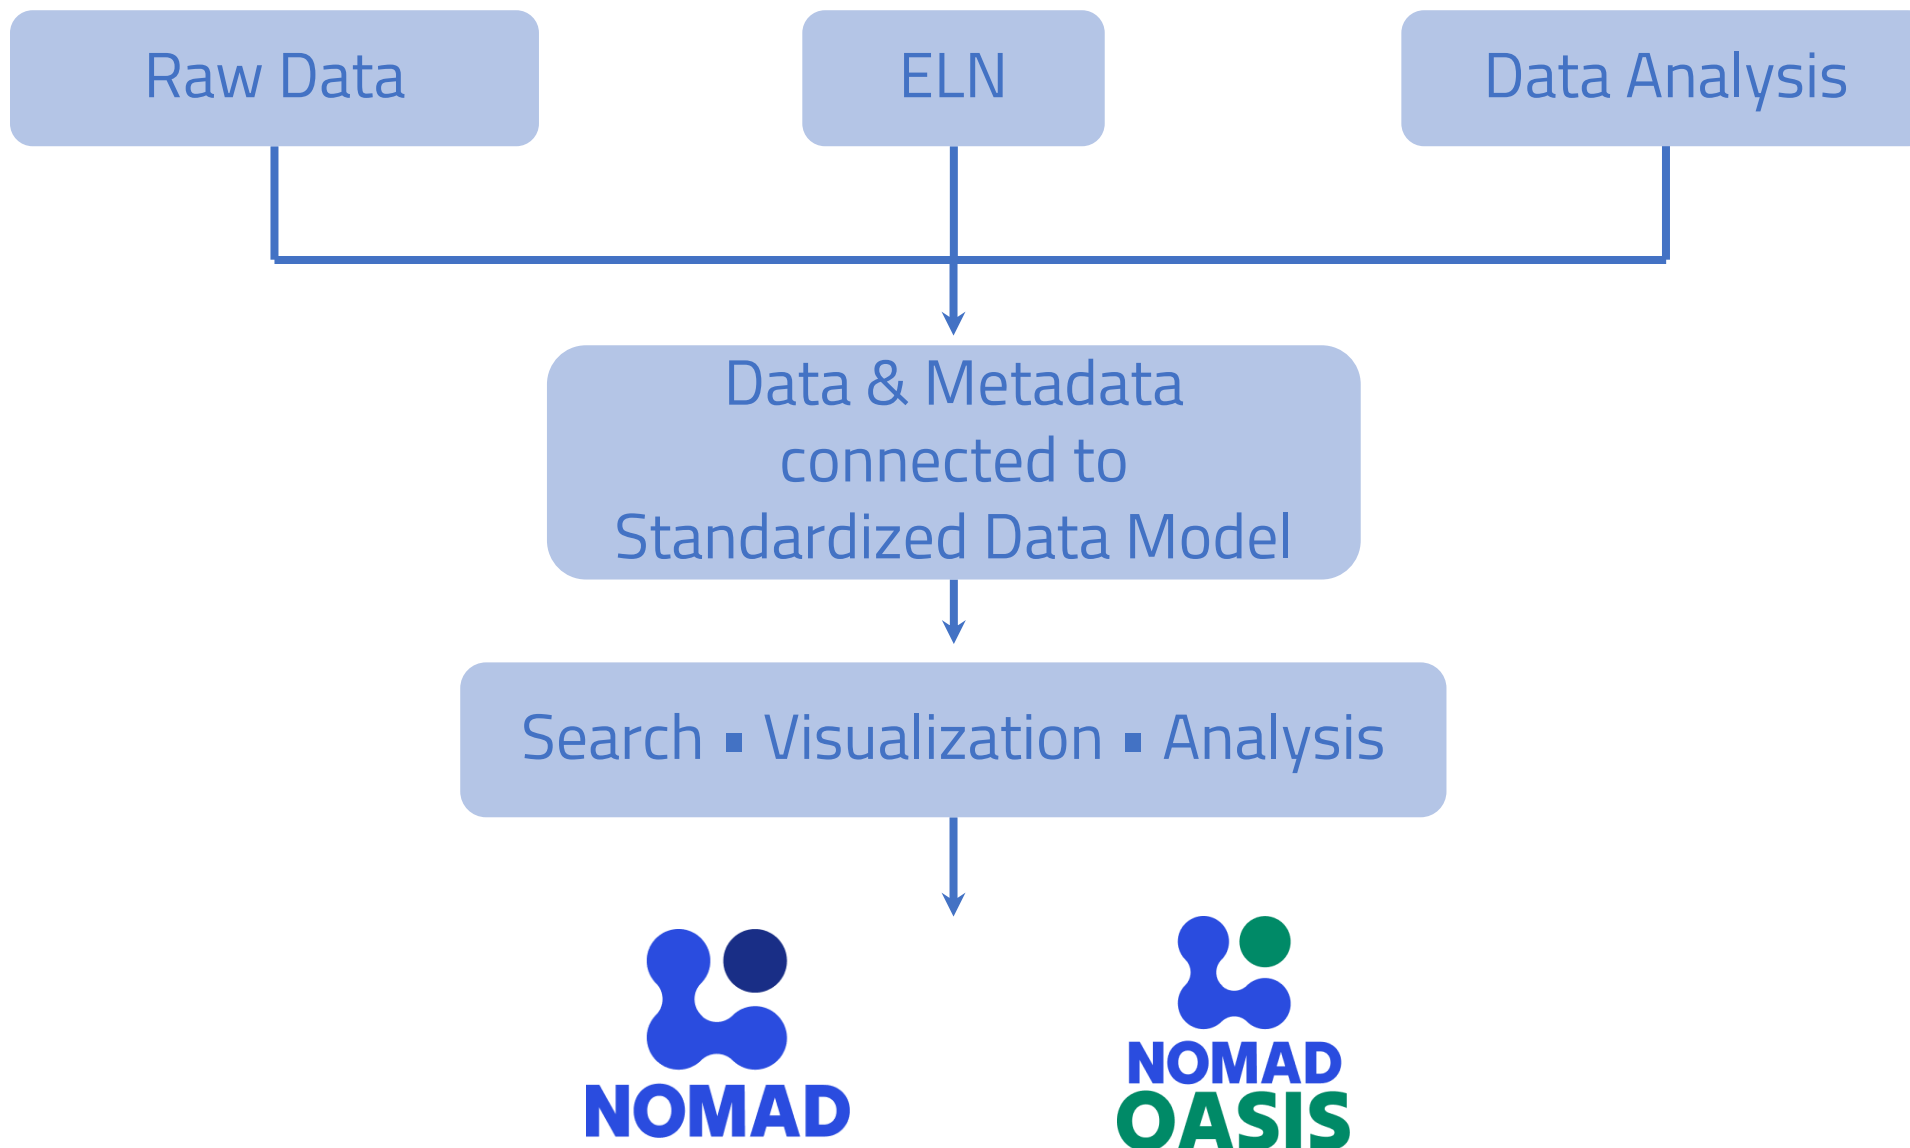 Raw Data
ELN
Data Analysis
Data & Metadata
connected to
Standardized Data Model
Search ▪ Visualization ▪ Analysis
NOMAD
NOMAD
OASIS